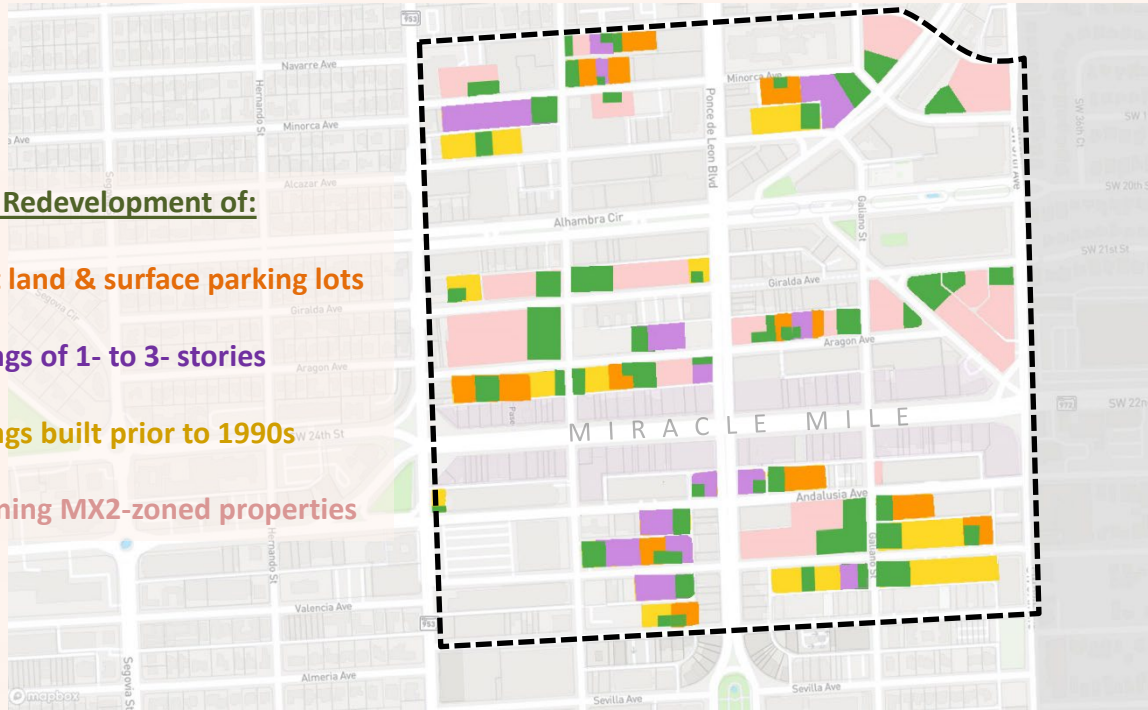 Redevelopment of:
land & surface parking lots
ngs of 1- to 3- stories
ngs built prior to 1990s
ning MX2-zoned properties
953
Navarre Ave
Hernando St
Minorca Ave
Minorca Ave
Ave
Alcazar Ave
Ponce de Leon Blvd
SW 36th Ct
SW 20th S
SW 21st St
Alhambra Cir
Galiano St
Segovia Cir
Giralda Ave
Giralda Ave
Aragon Ave
Aragon Ave
MIRACLE MILE
972
SW 22n
SW 24th St
Andalusia Ave
Hernando St
Galiano St
Valencia Ave
953
Almeria Ave
Segovia St
Sevilla Ave
Sevilla Ave
mapbox